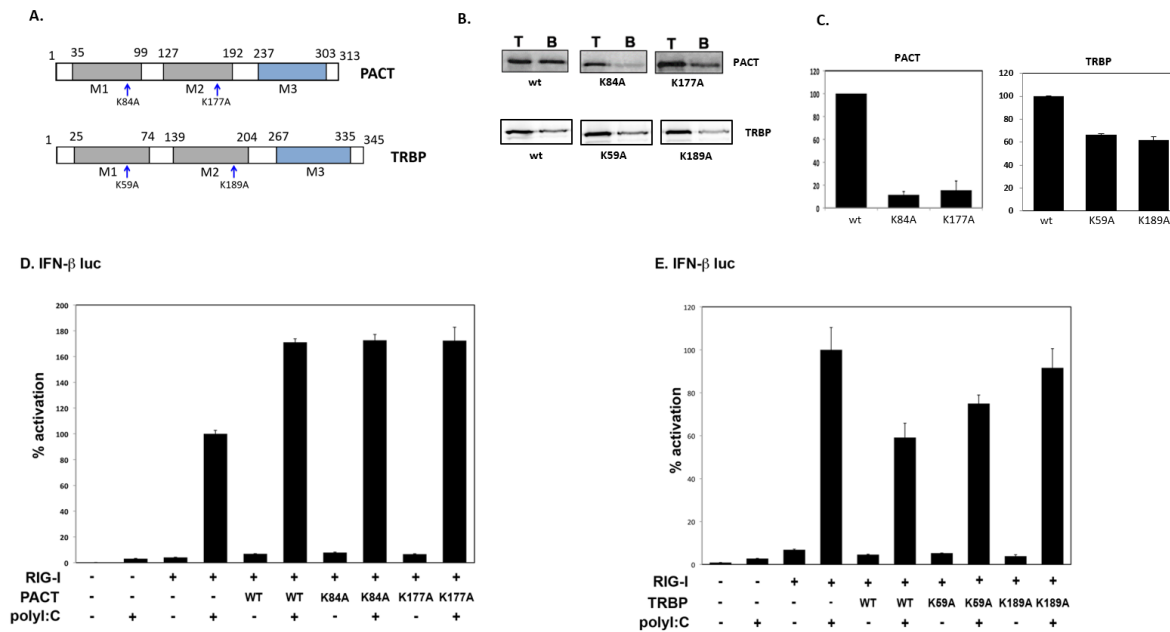 A.
1 35 99 127 192 237 303 313
PACT
M1 M2 M3
K84A K177A
1 25 74 139 204 267 335 345
TRBP
M1 M2 M3
K59A K189A
B.
T B T B T B
PACT
wt K84A K177A
TRBP
wt K59A K189A
C.
PACT
120
100
80
60
40
20
0
wt K84A K177A
TRBP
120
100
80
60
40
20
0
wt K59A K189A
D. IFN-β luc
% activation
200
180
160
140
120
100
80
60
40
20
0
RIG-I - - + + + + + + + +
PACT WT WT K84A K84A K177A K177A
polyI:C - + - + - + - + - +
E. IFN-β luc
% activation
120
100
80
60
40
20
0
RIG-I - - + + + + + + + +
TRBP WT WT K59A K59A K189A K189A
polyI:C - + - + - + - + - +